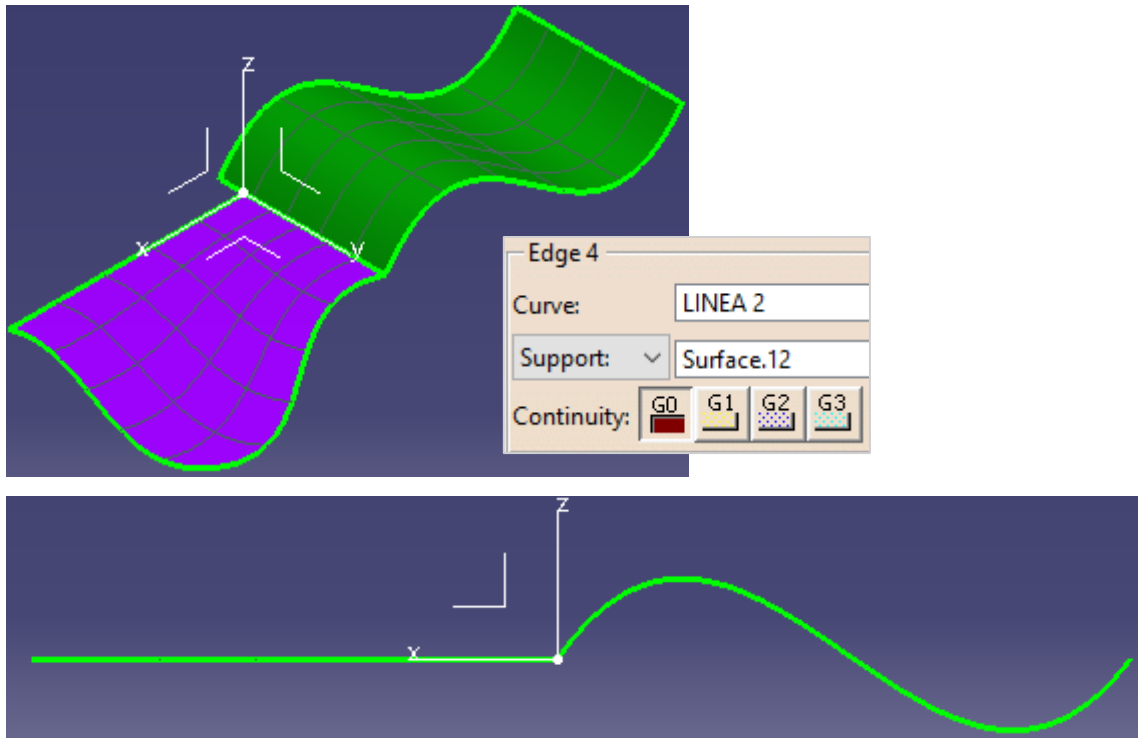 z
x
y
Edge 4
Curve: LINEA 2
Support: Surface.12
Continuity: G0 G1 G2 G3
z
x